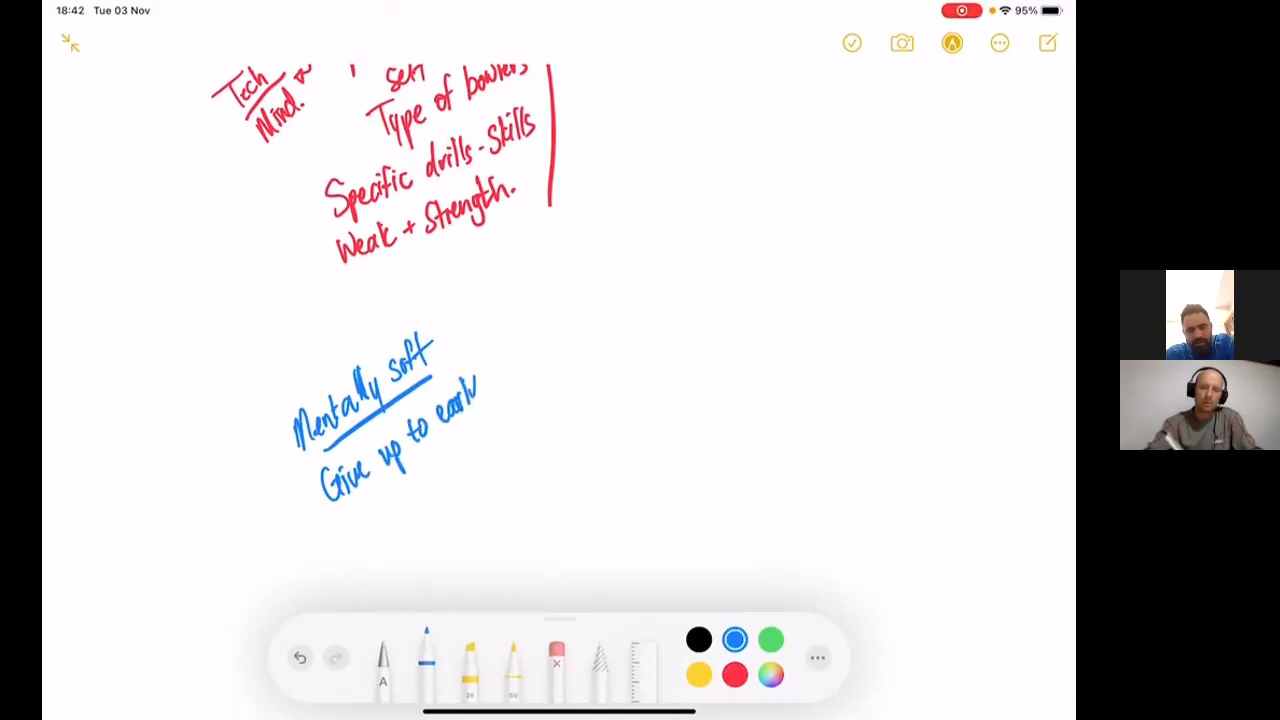 18:42 Tue 03 Nov
95%
Tech
Mind.
self
Type of bowlers
Specific drills - Skills
Weak + Strength.
Mentally soft
Give up to early
A